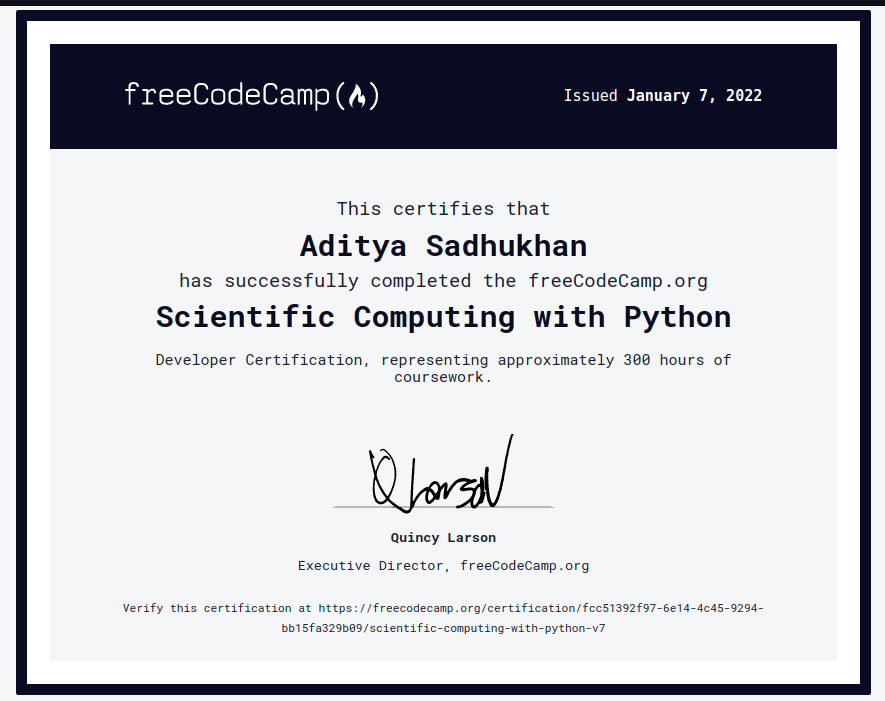 freeCodeCamp(🔥)
Issued January 7, 2022
This certifies that
Aditya Sadhukhan
has successfully completed the freeCodeCamp.org
Scientific Computing with Python
Developer Certification, representing approximately 300 hours of
coursework.
QLarson
Quincy Larson
Executive Director, freeCodeCamp.org
Verify this certification at https://freecodecamp.org/certification/fcc51392f97-6e14-4c45-9294-
bb15fa329b09/scientific-computing-with-python-v7